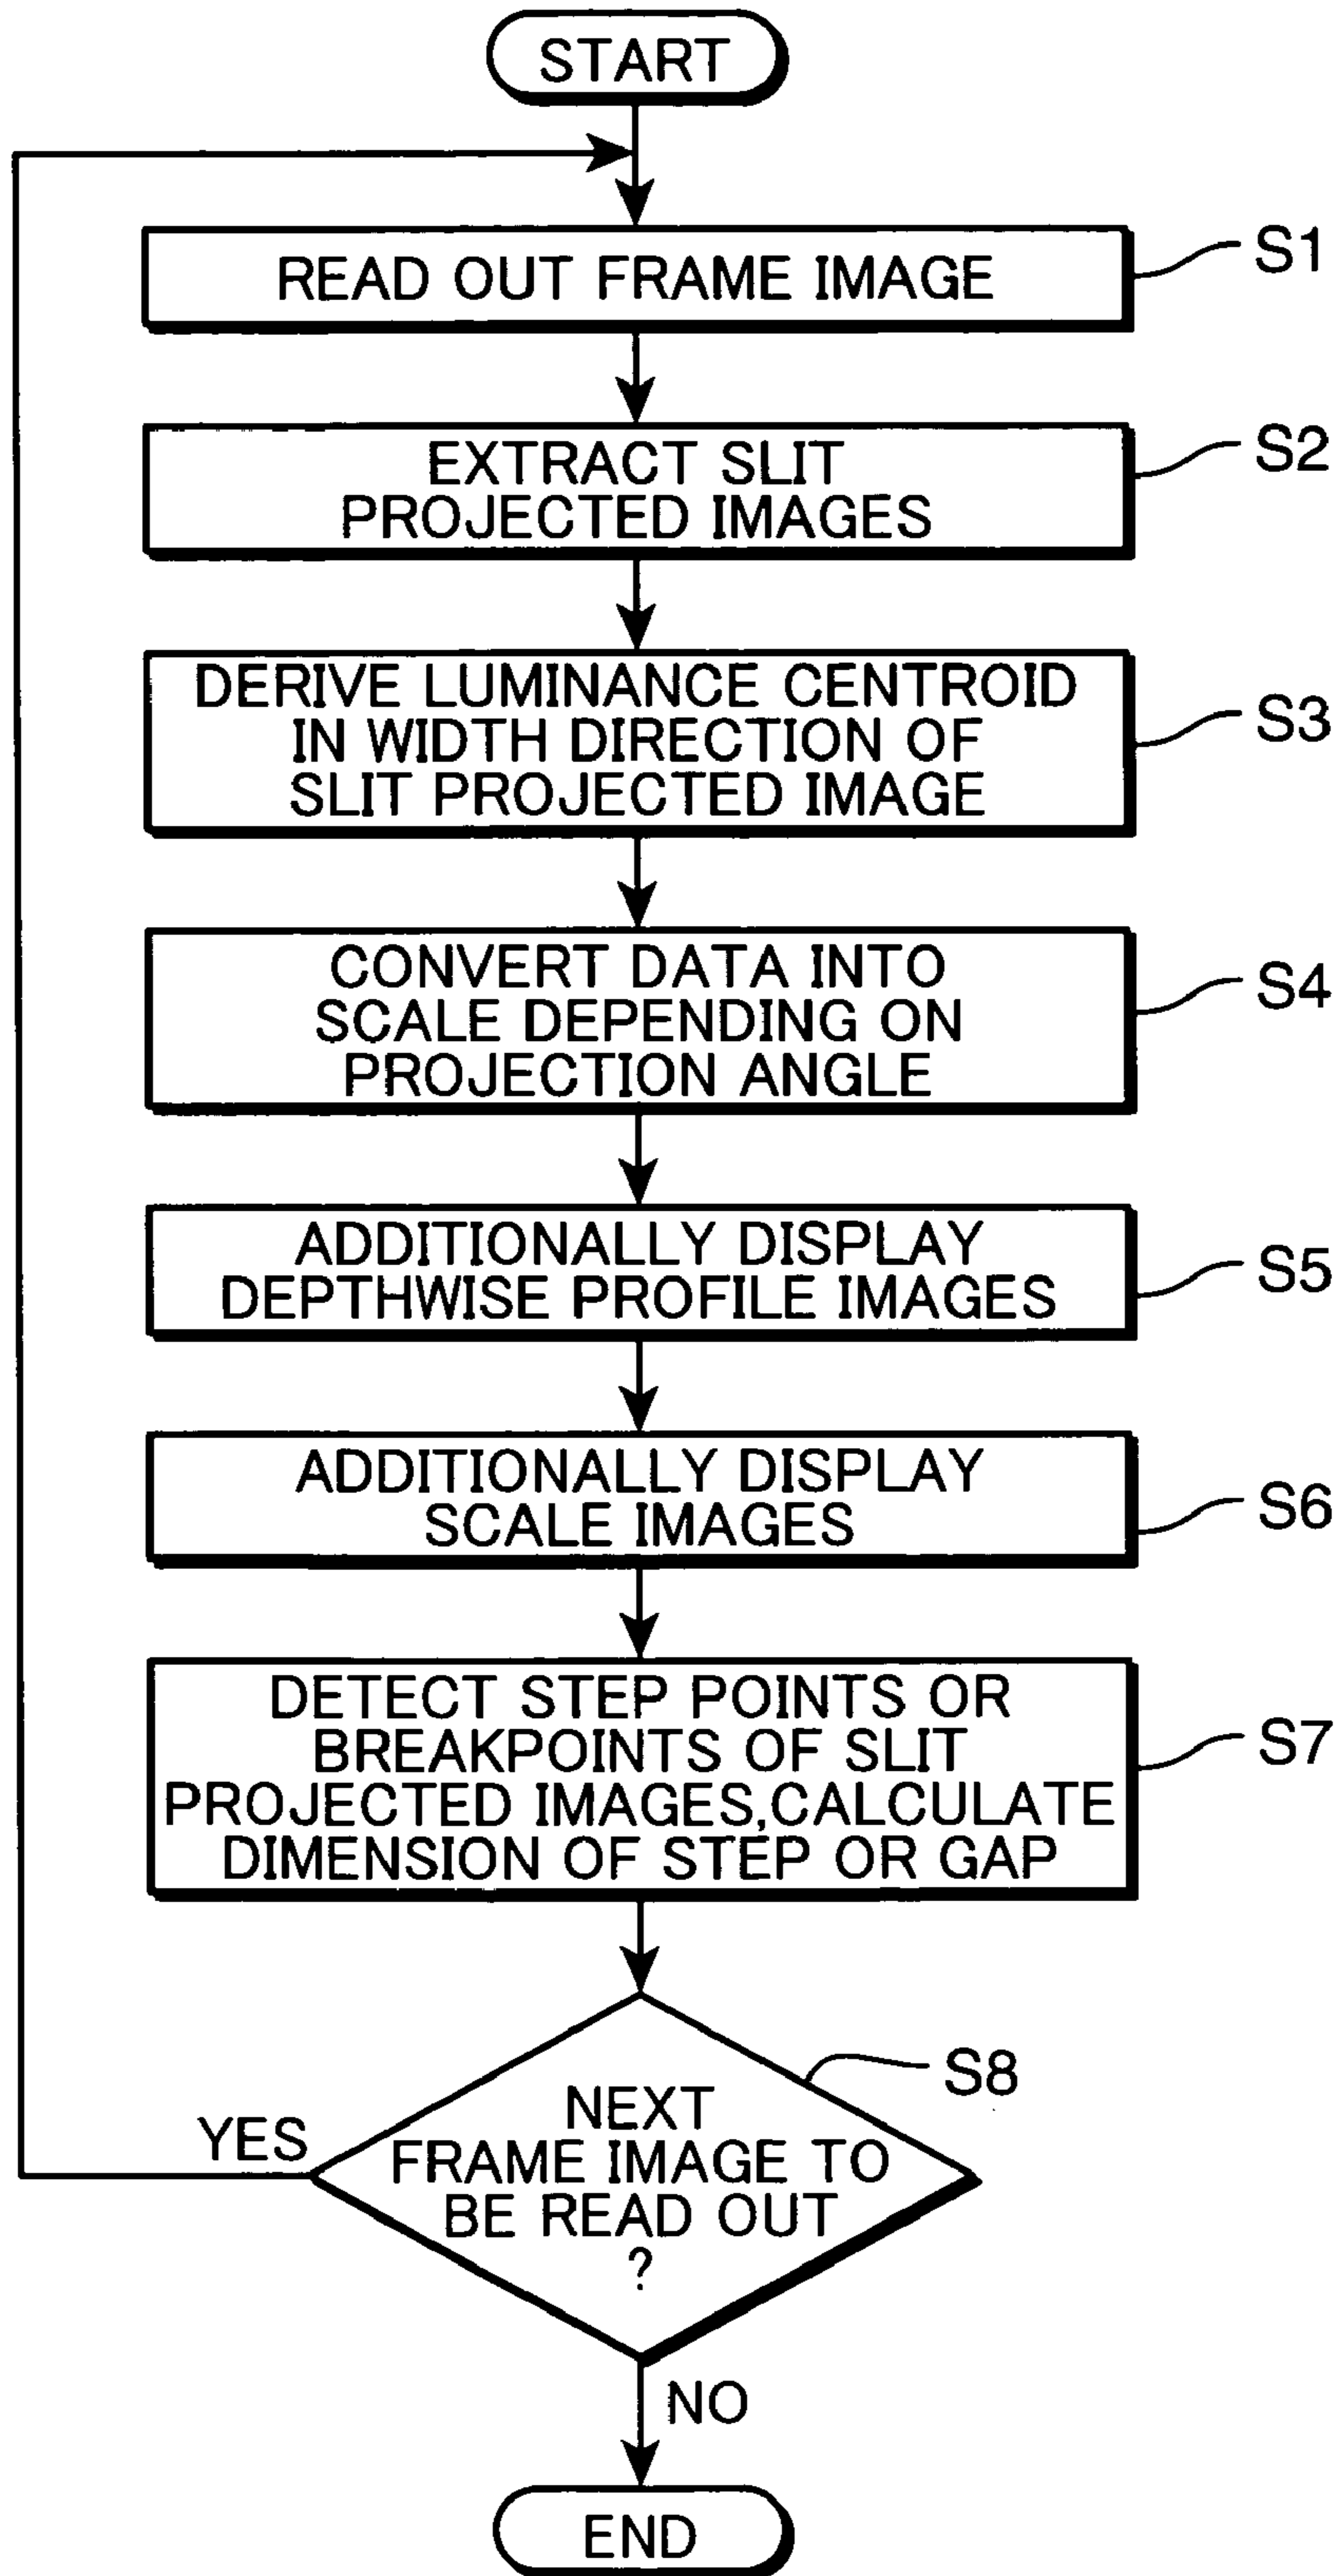 START
READ OUT FRAME IMAGE
S1
EXTRACT SLIT
PROJECTED IMAGES
S2
DERIVE LUMINANCE CENTROID
IN WIDTH DIRECTION OF
SLIT PROJECTED IMAGE
S3
CONVERT DATA INTO
SCALE DEPENDING ON
PROJECTION ANGLE
S4
ADDITIONALLY DISPLAY
DEPTHWISE PROFILE IMAGES
S5
ADDITIONALLY DISPLAY
SCALE IMAGES
S6
DETECT STEP POINTS OR
BREAKPOINTS OF SLIT
PROJECTED IMAGES,CALCULATE
DIMENSION OF STEP OR GAP
S7
NEXT
FRAME IMAGE TO
BE READ OUT
?
S8
YES
NO
END